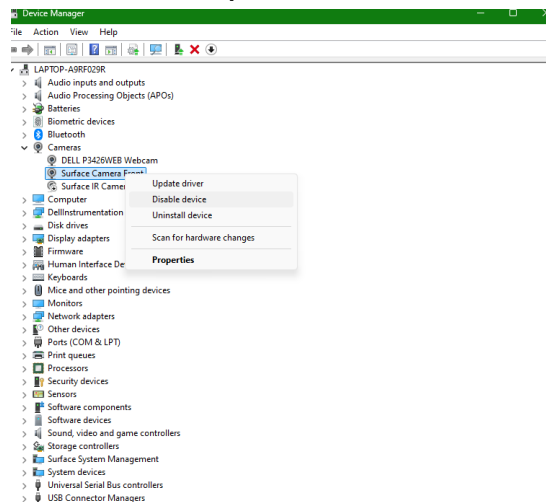 Device Manager
File Action View Help
LAPTOP-A9RF029R
Audio inputs and outputs
Audio Processing Objects (APOs)
Batteries
Biometric devices
Bluetooth
Cameras
DELL P3426WEB Webcam
Surface Camera Front
Surface IR Camer
Update driver
Disable device
Uninstall device
Scan for hardware changes
Properties
Computer
DellInstrumentation
Disk drives
Display adapters
Firmware
Human Interface De
Keyboards
Mice and other pointing devices
Monitors
Network adapters
Other devices
Ports (COM & LPT)
Print queues
Processors
Security devices
Sensors
Software components
Software devices
Sound, video and game controllers
Storage controllers
Surface System Management
System devices
Universal Serial Bus controllers
USB Connector Managers